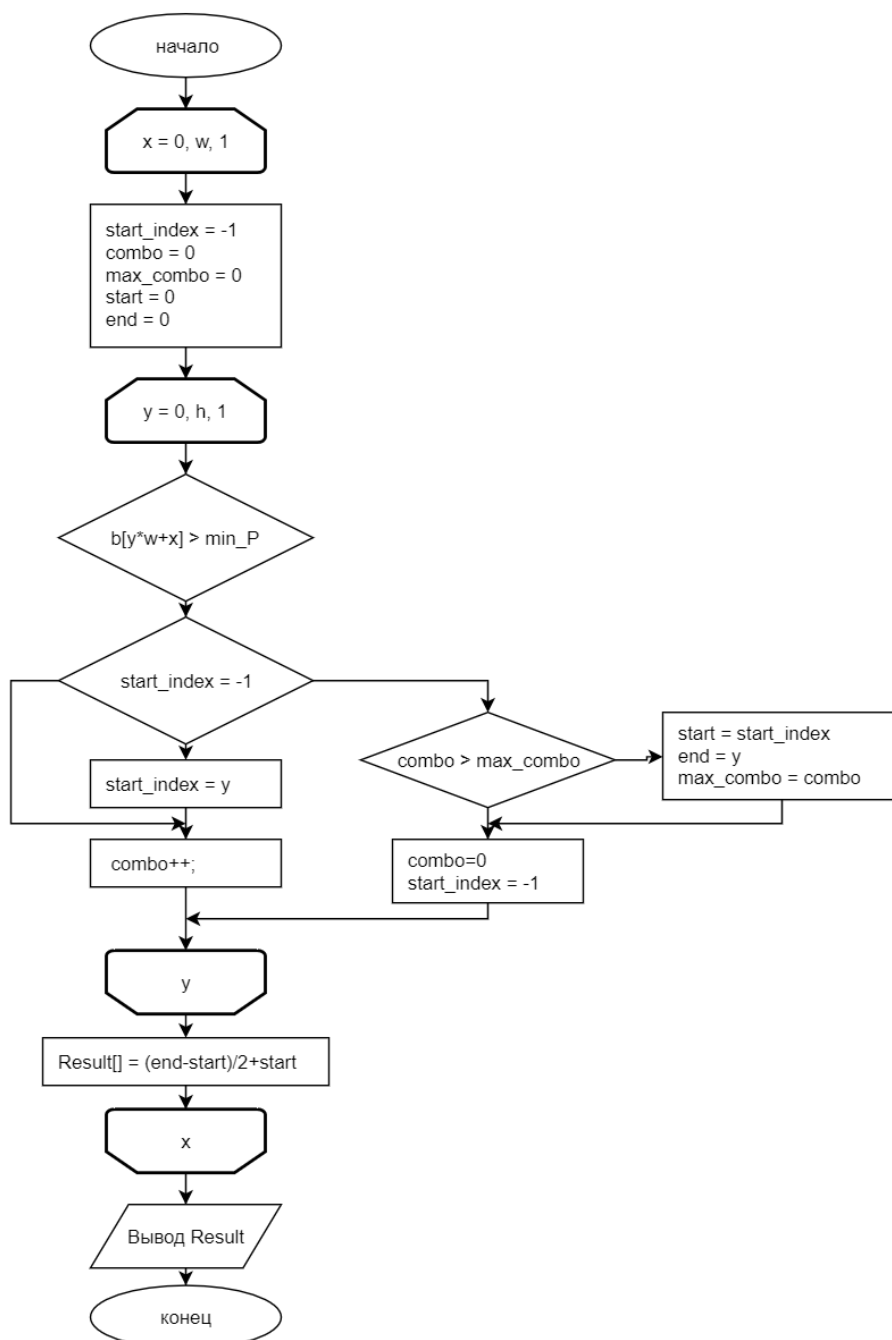 начало
x = 0, w, 1
start_index = -1
combo = 0
max_combo = 0
start = 0
end = 0
y = 0, h, 1
b[y*w+x] > min_P
start_index = -1
combo > max_combo
start = start_index
end = y
max_combo = combo
start_index = y
combo++;
combo=0
start_index = -1
y
Result[] = (end-start)/2+start
x
Вывод Result
конец